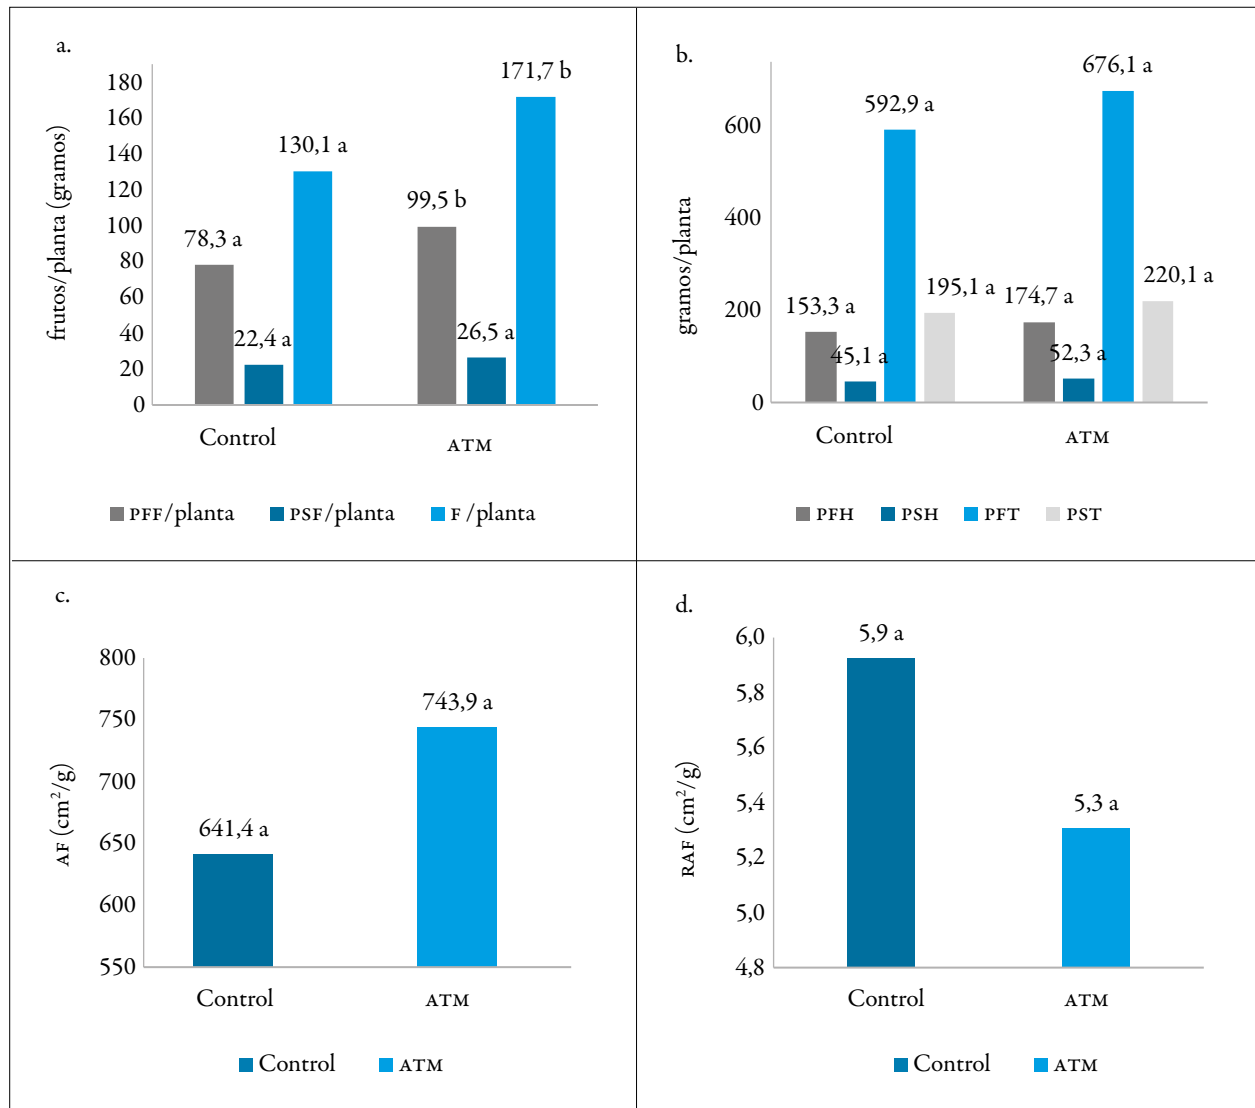 a.
frutos/planta (gramos)
180
160
140
120
100
80
60
40
20
0
78,3 a
22,4 a
130,1 a
99,5 b
26,5 a
171,7 b
Control
ATM
PFF/planta
PSF/planta
F /planta
b.
gramos/planta
600
400
200
0
153,3 a
45,1 a
592,9 a
195,1 a
174,7 a
52,3 a
676,1 a
220,1 a
Control
ATM
PFH
PSH
PFT
PST
c.
AF (cm²/g)
800
750
700
650
600
550
641,4 a
743,9 a
Control
ATM
Control
ATM
d.
RAF (cm²/g)
6,0
5,8
5,6
5,4
5,2
5,0
4,8
5,9 a
5,3 a
Control
ATM
Control
ATM